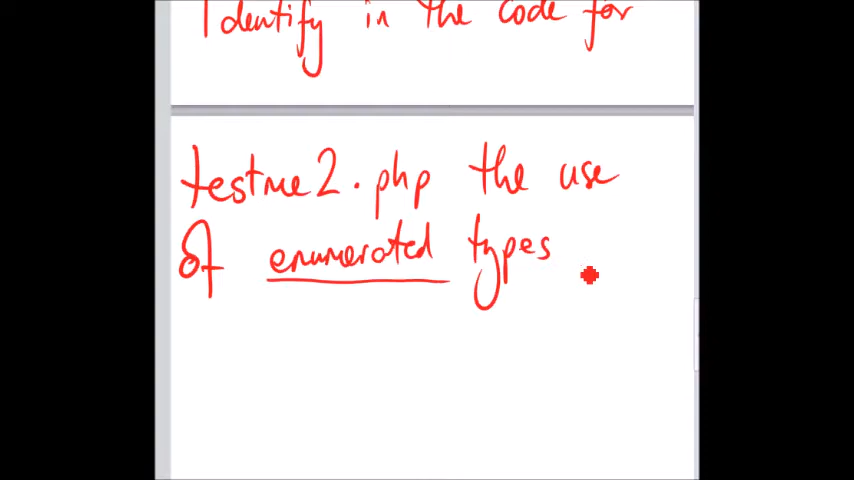 Identify in the code for
testme2.php the use
of enumerated types